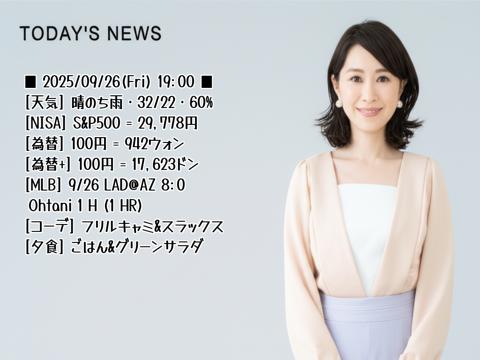 TODAY'S NEWS
■ 2025/09/26(Fri) 19:00 ■
[天気] 晴のち雨・32/22・60%
[NISA] S&P500 = 29,778円
[為替] 100円 = 942ウォン
[為替+] 100円 = 17,623ドン
[MLB] 9/26 LAD@AZ 8:0
Ohtani 1 H (1 HR)
[コーデ] フリルキャミ&スラックス
[夕食] ごはん&グリーンサラダ